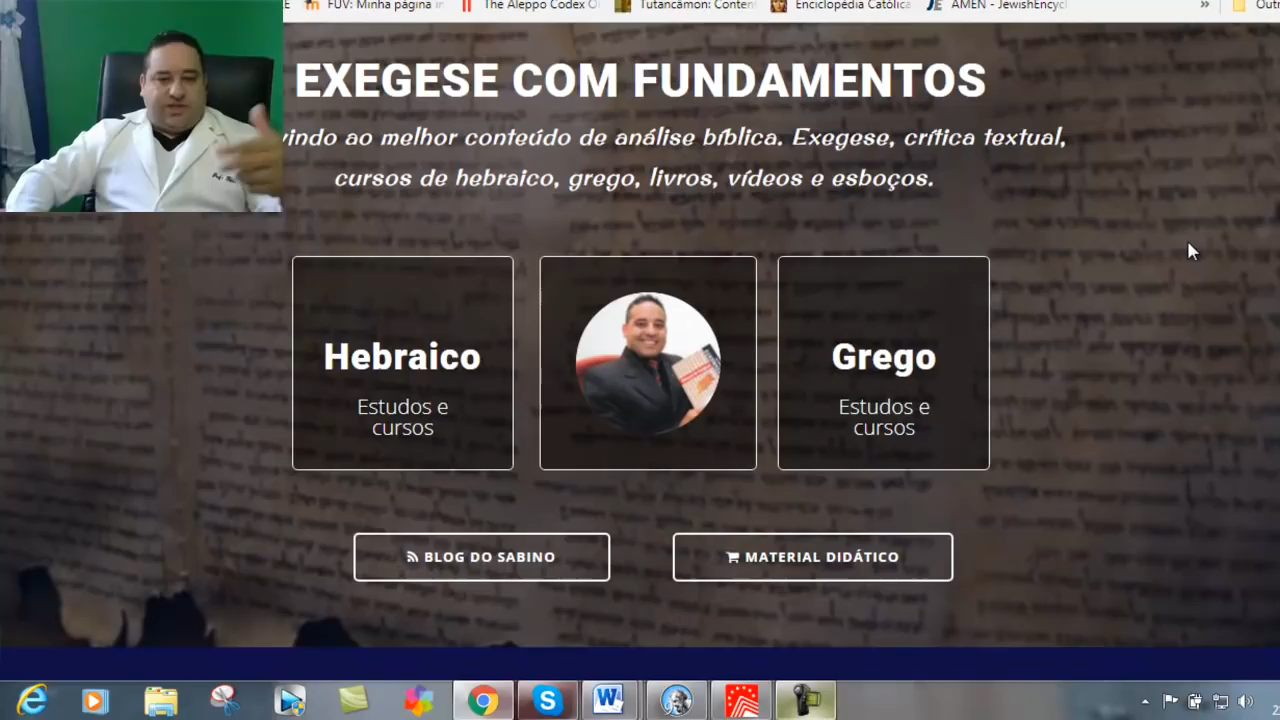 FUV: Minha página in
The Aleppo Codex O
Tutancâmon: Conten
Enciclopédia Católica
AMEN - JewishEncycl
»
Outr
EXEGESE COM FUNDAMENTOS
vindo ao melhor conteúdo de análise bíblica. Exegese, crítica textual,
cursos de hebraico, grego, livros, vídeos e esboços.
Hebraico
Estudos e
cursos
Grego
Estudos e
cursos
BLOG DO SABINO
MATERIAL DIDÁTICO